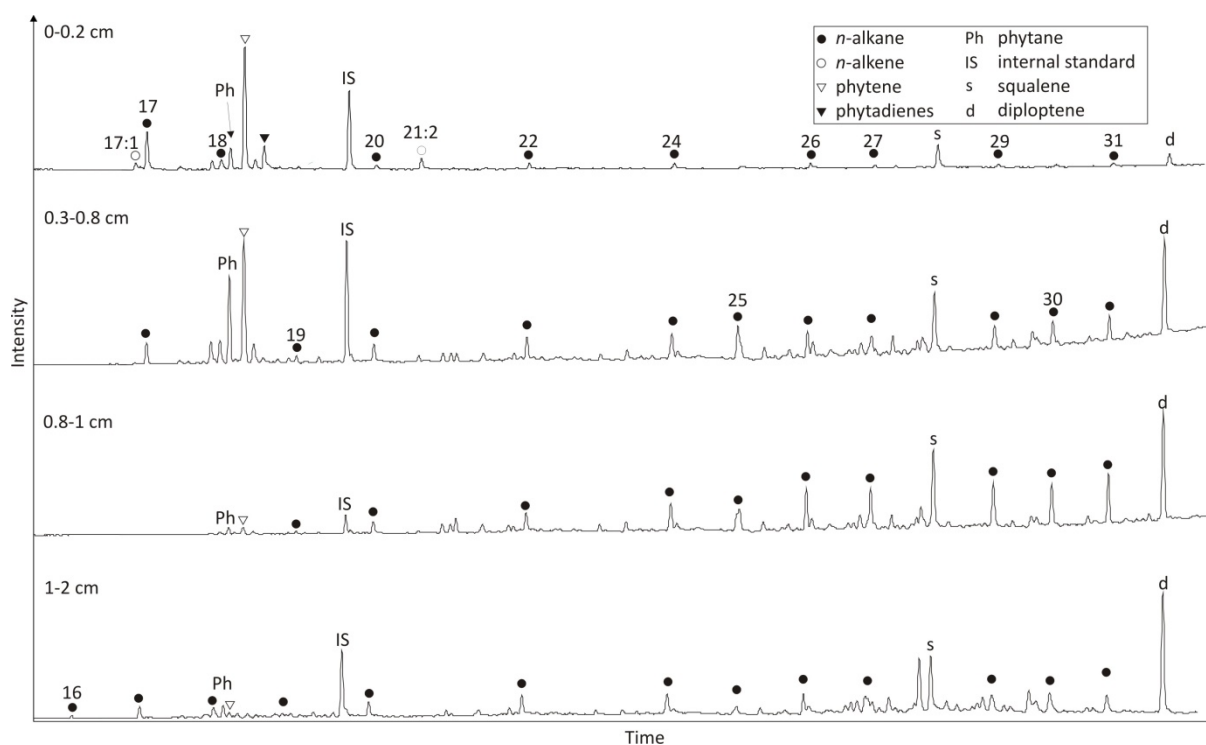 0-0.2 cm
n-alkane
n-alkene
phytene
phytadienes
Ph phytane
IS internal standard
s squalene
d diploptene
17:1
17
18
Ph
IS
20
21:2
22
24
26
27
s
29
31
d
0.3-0.8 cm
Ph
19
IS
25
s
30
d
Intensity
0.8-1 cm
Ph
IS
s
d
1-2 cm
16
Ph
IS
s
d
Time